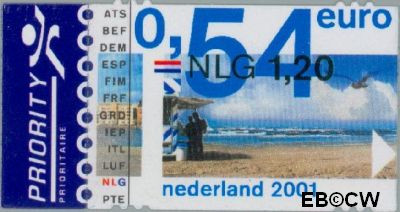 PRIORITY
PRIORITAIRE
ATS
BEF
DEM
ESP
FIM
FRF
GRD
IEP
ITL
LUF
NLG
PTE
0,54 euro
NLG 1,20
nederland 2001
EB©CW